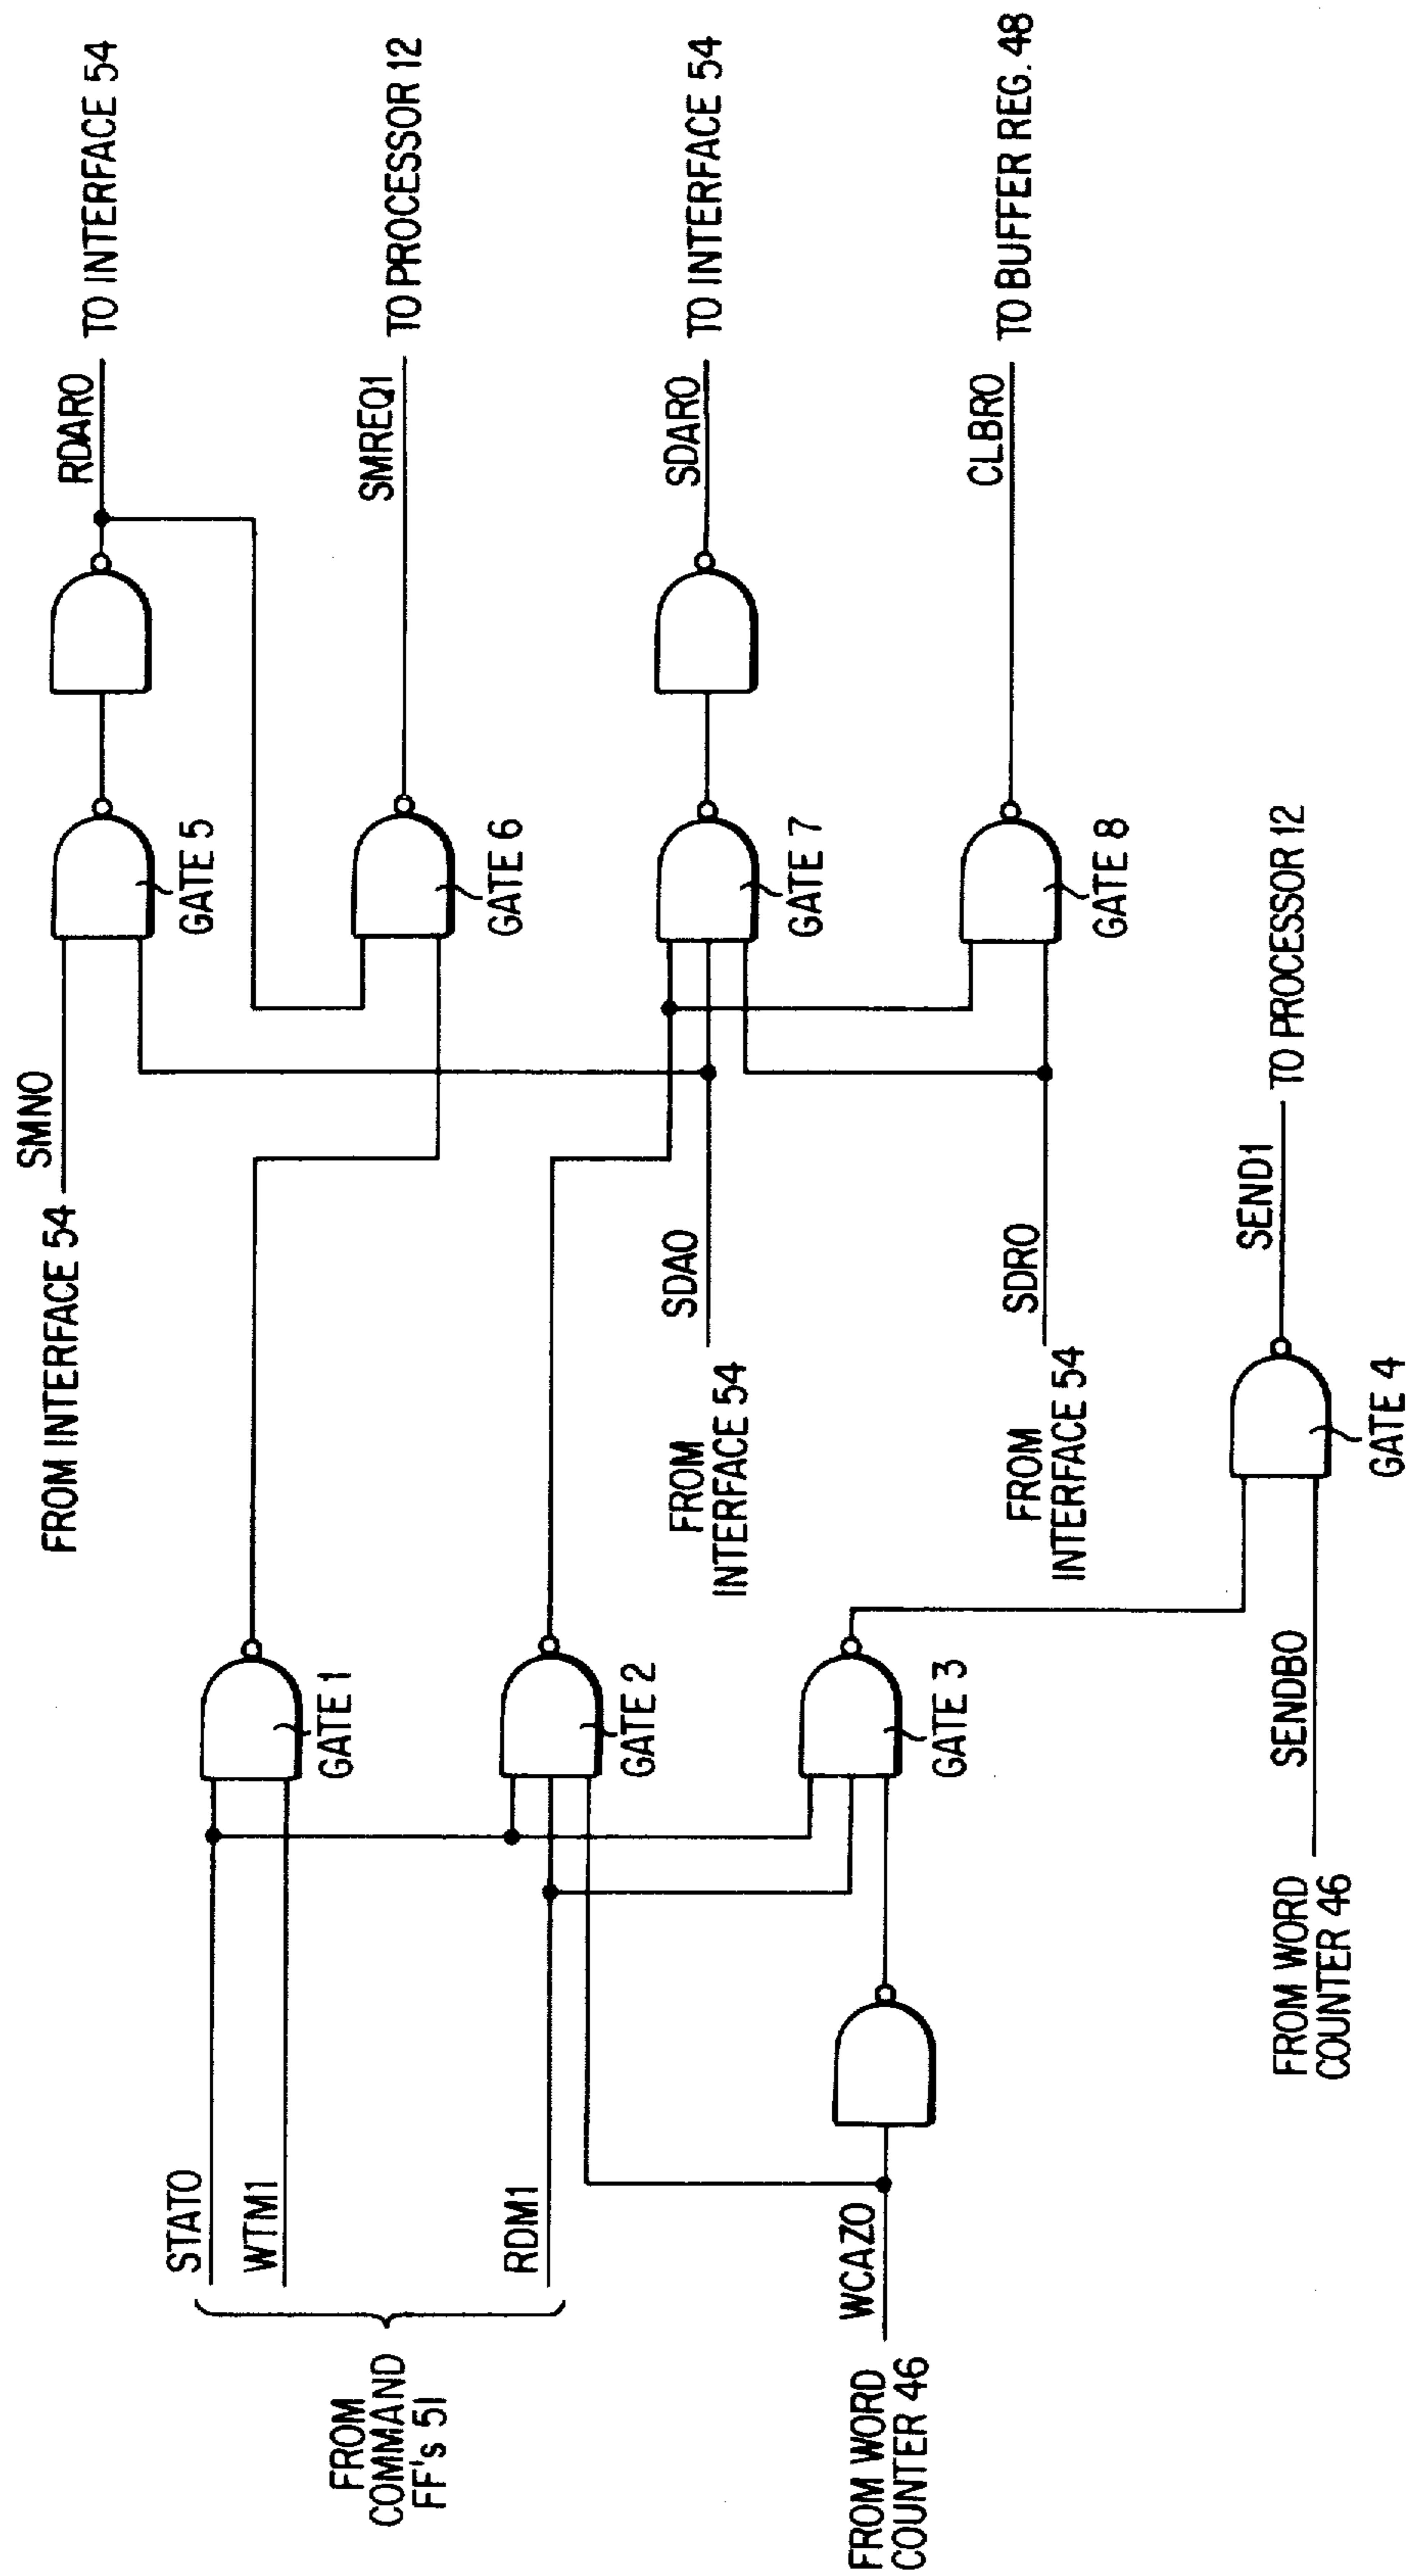 FROM
COMMAND
FF's 51
STATO
WTM1
RDM1
FROM WORD
COUNTER 46
WCAZO
GATE 1
GATE 2
GATE 3
FROM WORD
COUNTER 46
SENDBO
GATE 4
SEND1
TO PROCESSOR 12
FROM INTERFACE 54
SMNO
FROM
INTERFACE 54
SDAO
FROM
INTERFACE 54
SDRO
GATE 5
GATE 6
GATE 7
GATE 8
RDARO
TO INTERFACE 54
SMREQ1
TO PROCESSOR 12
SDARO
TO INTERFACE 54
CLBRO
TO BUFFER REG. 48